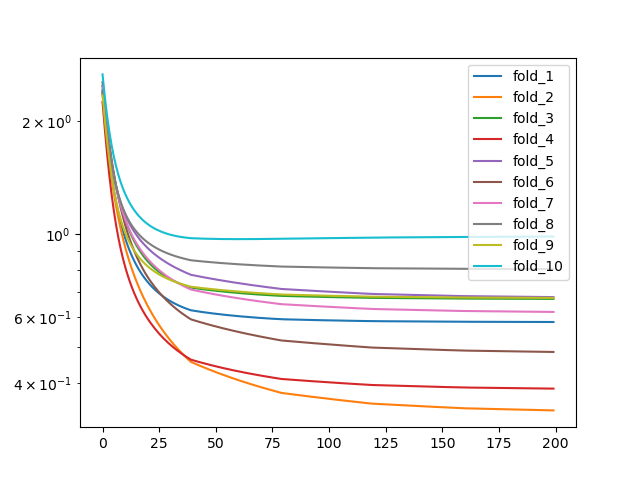 2 × 10⁰
10⁰
6 × 10⁻¹
4 × 10⁻¹
0 25 50 75 100 125 150 175 200
fold_1
fold_2
fold_3
fold_4
fold_5
fold_6
fold_7
fold_8
fold_9
fold_10